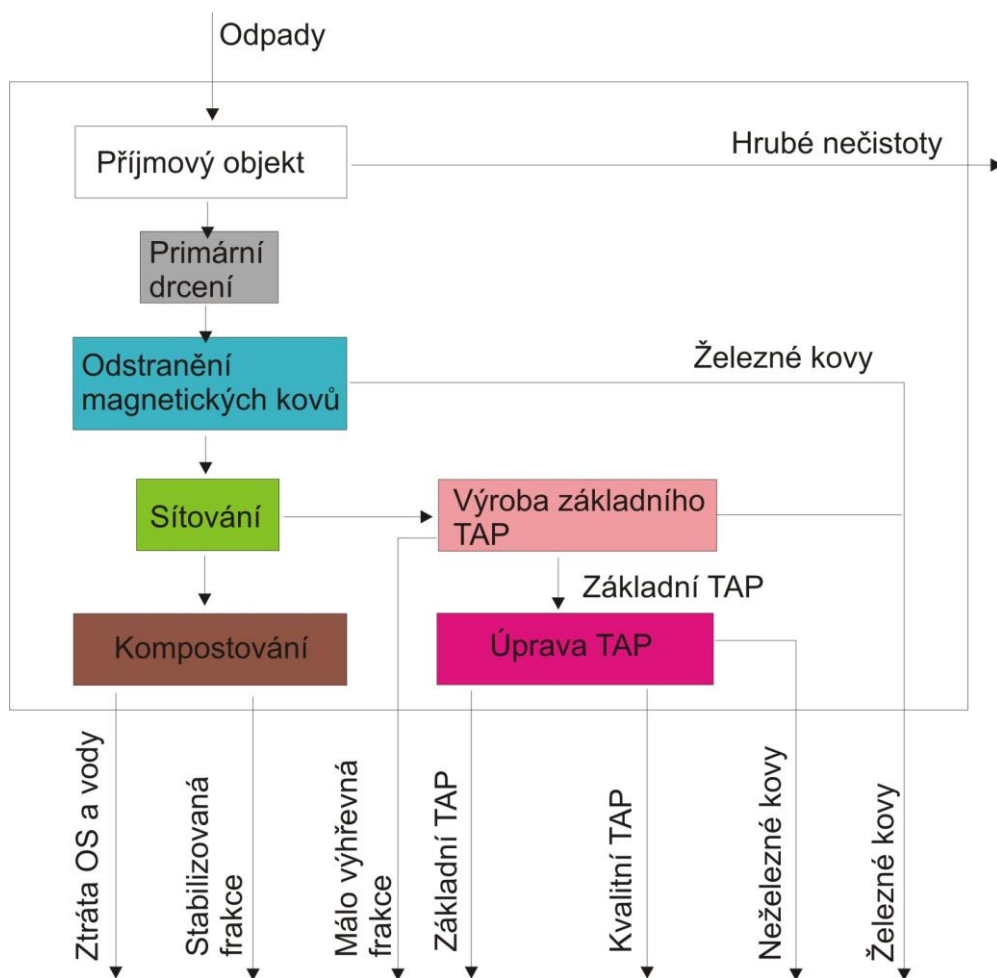 Odpady
Příjmový objekt
Hrubé nečistoty
Primární
drcení
Odstranění
magnetických kovů
Železné kovy
Sítování
Výroba základního
TAP
Základní TAP
Kompostování
Úprava TAP
Ztráta OS a vody
Stabilizovaná
frakce
Málo výhřevná
frakce
Základní TAP
Kvalitní TAP
Neželezné kovy
Železné kovy